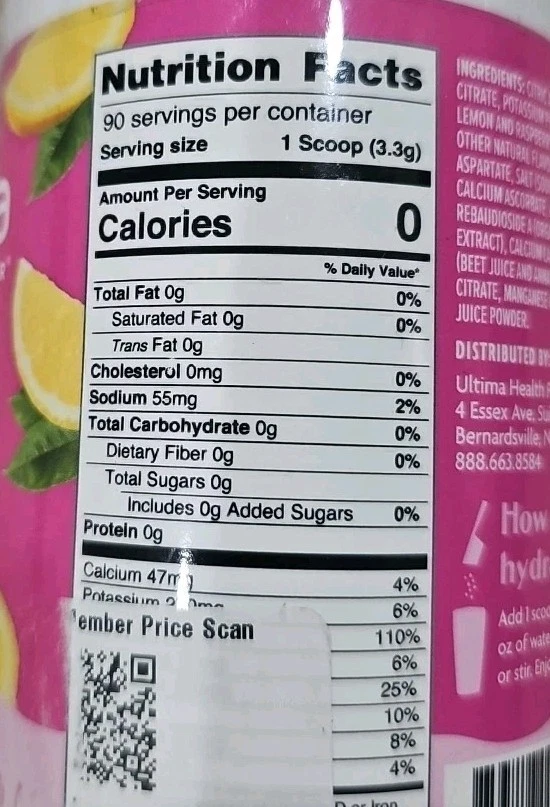 Nutrition Facts
90 servings per container
Serving size 1 Scoop (3.3g)
Amount Per Serving
Calories 0
% Daily Value*
Total Fat 0g 0%
Saturated Fat 0g 0%
Trans Fat 0g
Cholesterol 0mg 0%
Sodium 55mg 2%
Total Carbohydrate 0g 0%
Dietary Fiber 0g 0%
Total Sugars 0g
Includes 0g Added Sugars 0%
Protein 0g
Calcium 47m 4%
Potassium 6%
110%
6%
25%
10%
8%
4%
ember Price Scan
INGREDIENTS:
CITRATE, POTASSIUM
LEMON AND
OTHER NATURAL
ASPARTATE, SALT
CALCIUM ASCORBATE
REBAUDIOSIDE A
EXTRACT), CALCIUM
(BEET JUICE AND
CITRATE, MANGANESE
JUICE POWDER.
DISTRIBUTED BY
Ultima Health
4 Essex Ave,
Bernardsville,
888.663.8584
How
hydr
Add 1 scoo
oz of wate
or stir.